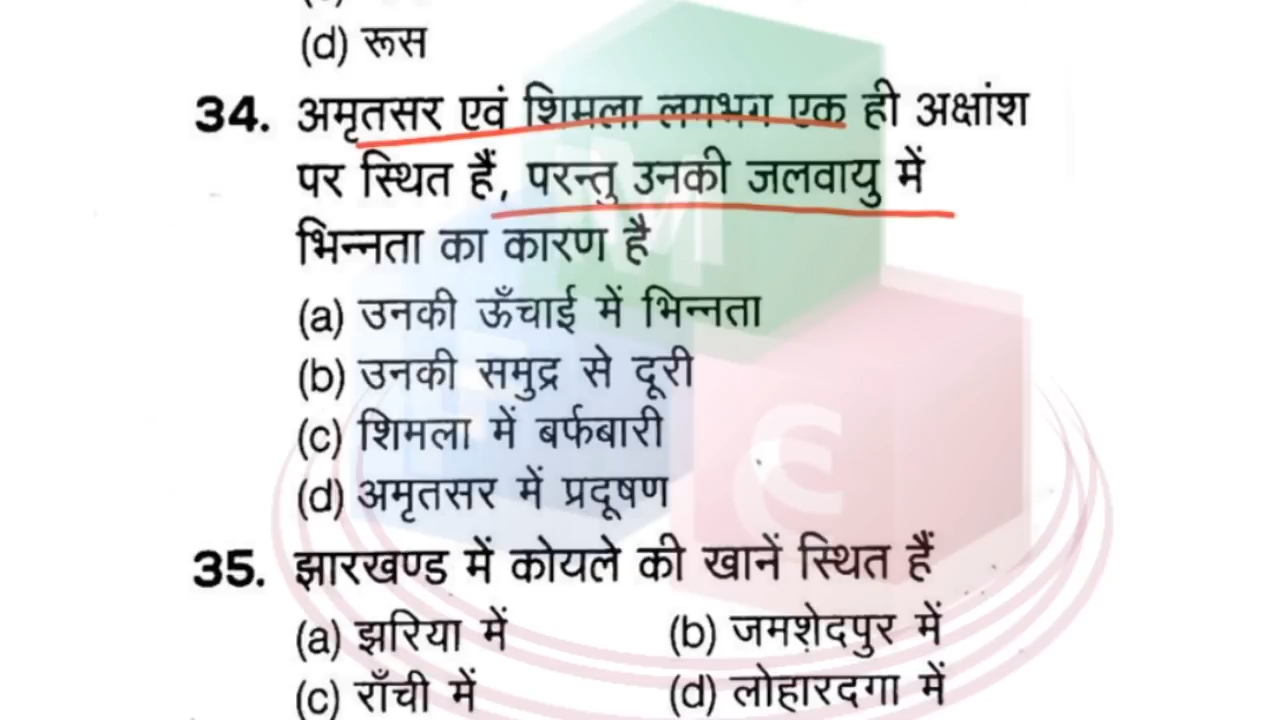 (d) रूस
34. अमृतसर एवं शिमला लगभग एक ही अक्षांश
पर स्थित हैं, परन्तु उनकी जलवायु में
भिन्नता का कारण है
(a) उनकी ऊँचाई में भिन्नता
(b) उनकी समुद्र से दूरी
(c) शिमला में बर्फबारी
(d) अमृतसर में प्रदूषण
35. झारखण्ड में कोयले की खानें स्थित हैं
(a) झरिया में (b) जमशेदपुर में
(c) राँची में (d) लोहारदगा में